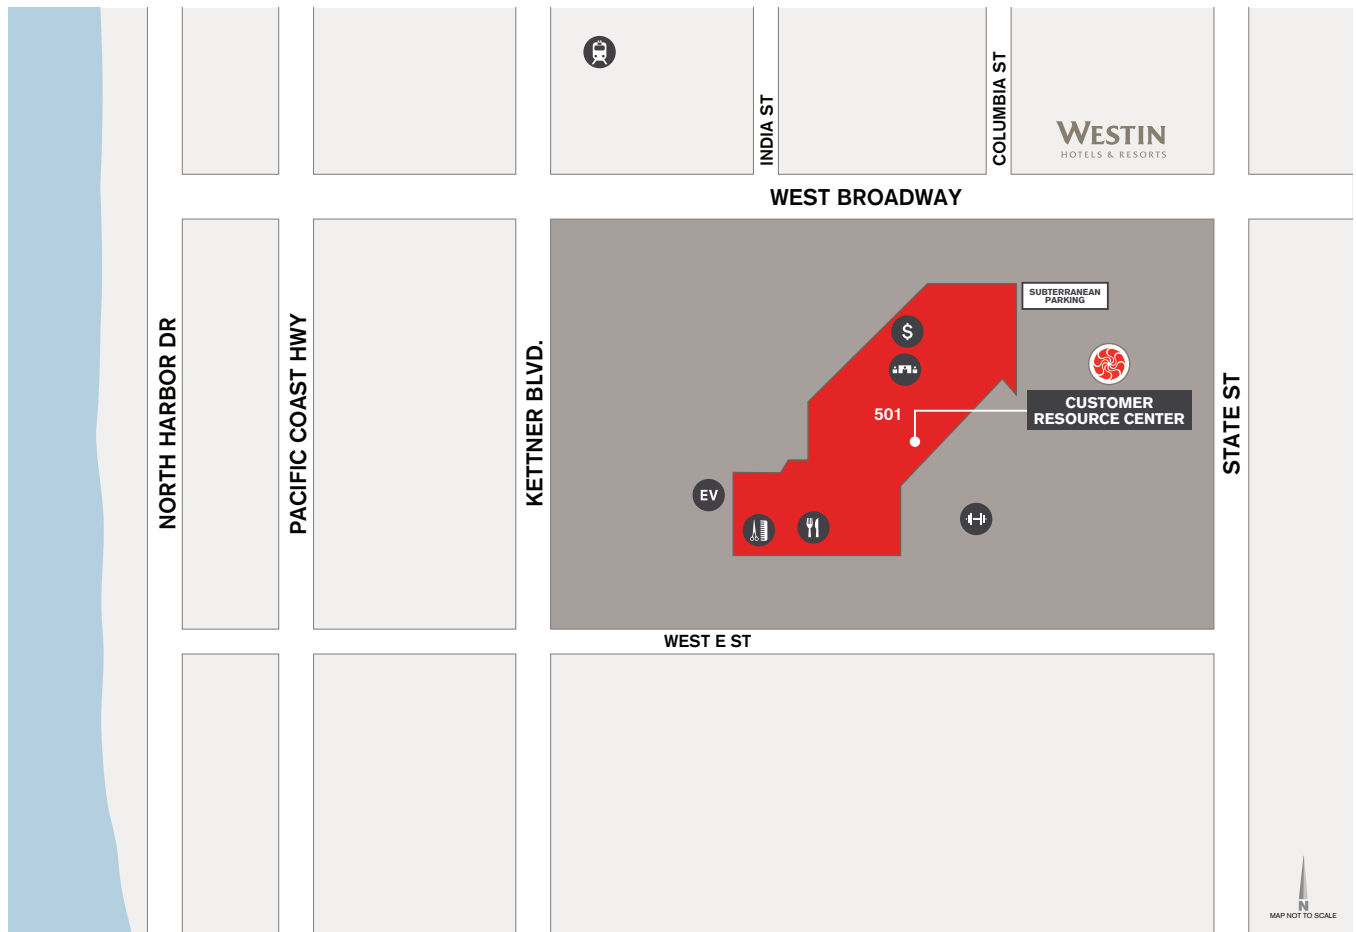 INDIA ST
COLUMBIA ST
WESTIN
HOTELS & RESORTS
WEST BROADWAY
NORTH HARBOR DR
PACIFIC COAST HWY
KETTNER BLVD.
STATE ST
SUBTERRANEAN
PARKING
$
501
CUSTOMER
RESOURCE CENTER
EV
WEST E ST
N
MAP NOT TO SCALE